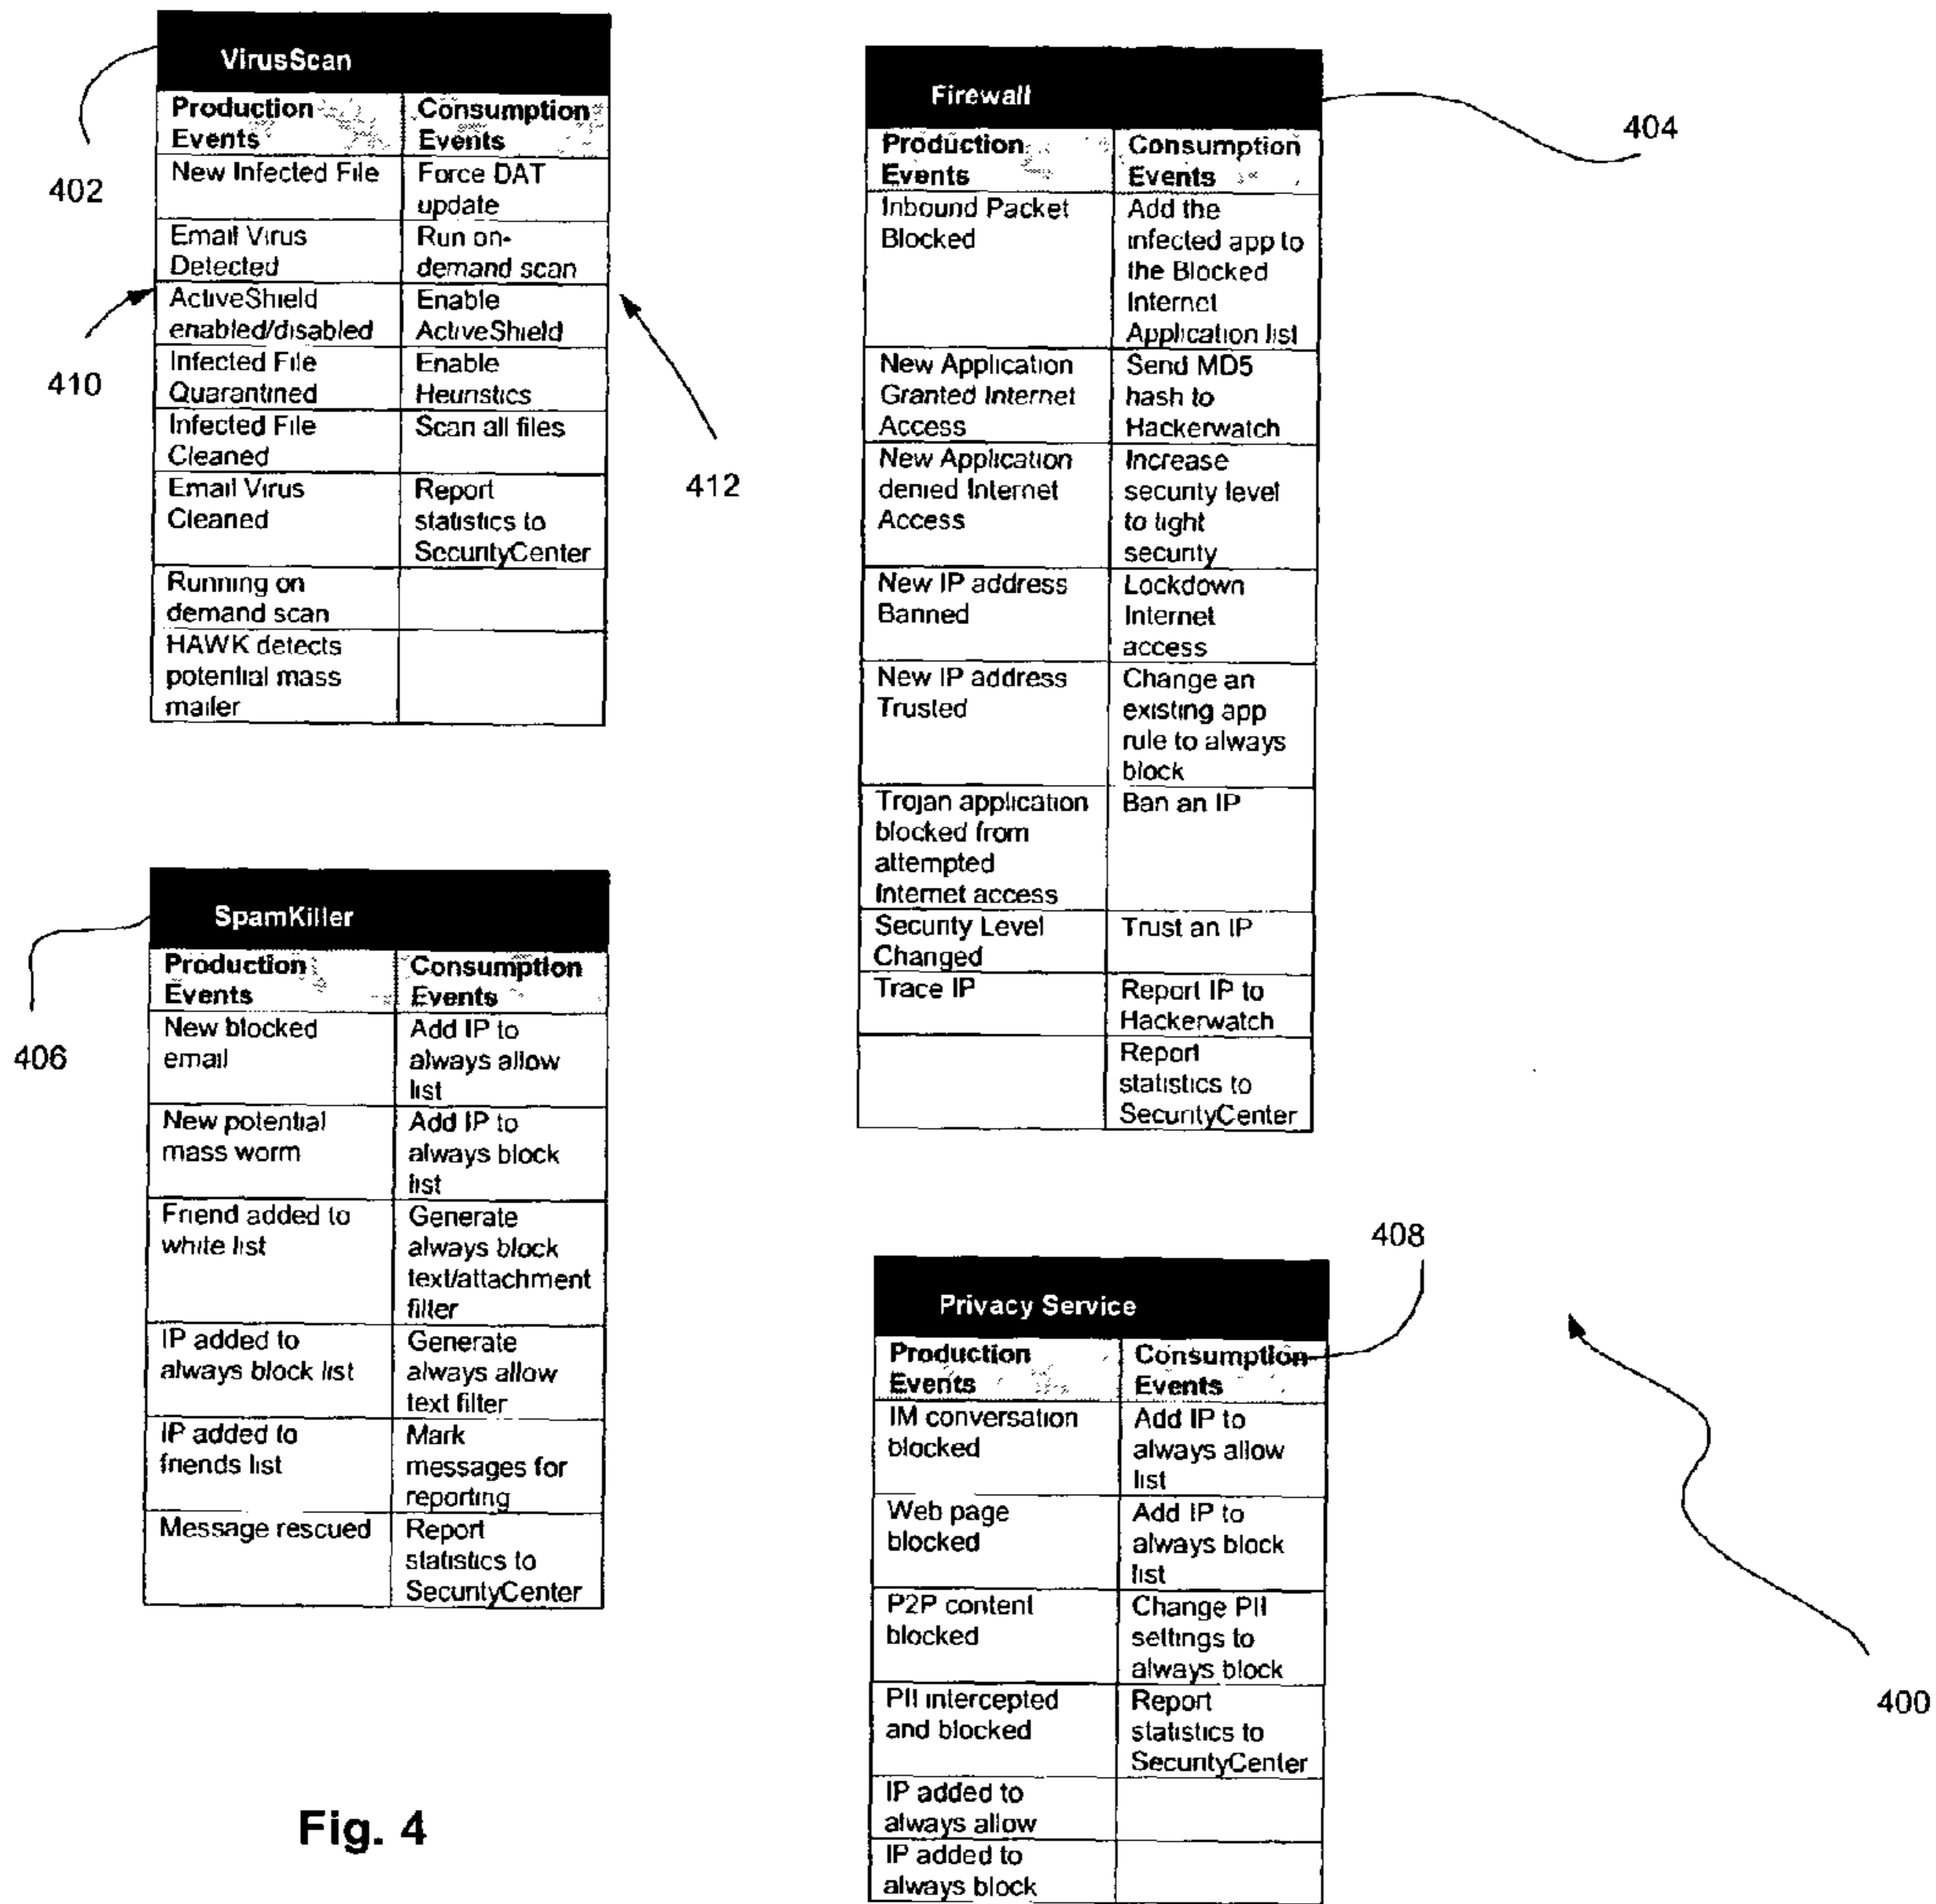 VirusScan
Production Events
Consumption Events
New Infected File
Force DAT update
Email Virus Detected
Run on-demand scan
ActiveShield enabled/disabled
Enable ActiveShield
Infected File Quarantined
Enable Heuristics
Infected File Cleaned
Scan all files
Email Virus Cleaned
Report statistics to SecurityCenter
Running on demand scan
HAWK detects potential mass mailer
402
410
412
Firewall
404
Production Events
Consumption Events
Inbound Packet Blocked
Add the infected app to the Blocked Internet Application list
New Application Granted Internet Access
Send MD5 hash to Hackerwatch
New Application denied Internet Access
Increase security level to tight security
New IP address Banned
Lockdown Internet access
New IP address Trusted
Change an existing app rule to always block
Trojan application blocked from attempted Internet access
Ban an IP
Security Level Changed
Trust an IP
Trace IP
Report IP to Hackerwatch
Report statistics to SecurityCenter
SpamKiller
406
Production Events
Consumption Events
New blocked email
Add IP to always allow list
New potential mass worm
Add IP to always block list
Friend added to white list
Generate always block text/attachment filter
IP added to always block list
Generate always allow text filter
IP added to friends list
Mark messages for reporting
Message rescued
Report statistics to SecurityCenter
408
Privacy Service
Production Events
Consumption Events
IM conversation blocked
Add IP to always allow list
Web page blocked
Add IP to always block list
P2P content blocked
Change PII settings to always block
PII intercepted and blocked
Report statistics to SecurityCenter
IP added to always allow
IP added to always block
400
Fig. 4